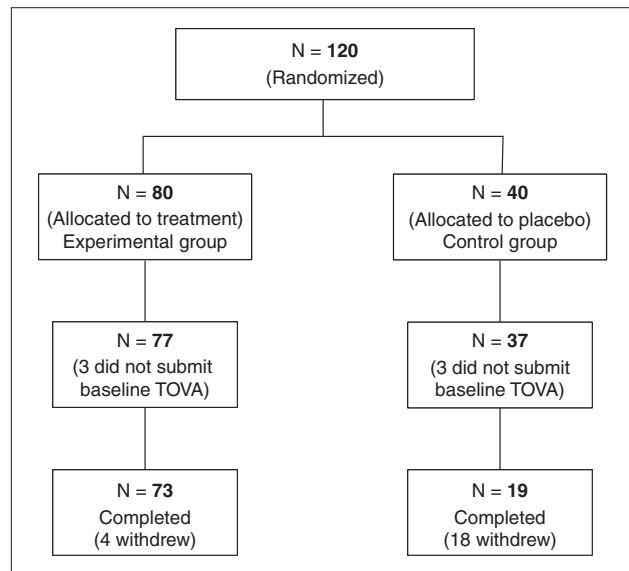 N = 120
(Randomized)
N = 80
(Allocated to treatment)
Experimental group
N = 40
(Allocated to placebo)
Control group
N = 77
(3 did not submit
baseline TOVA)
N = 37
(3 did not submit
baseline TOVA)
N = 73
Completed
(4 withdrew)
N = 19
Completed
(18 withdrew)